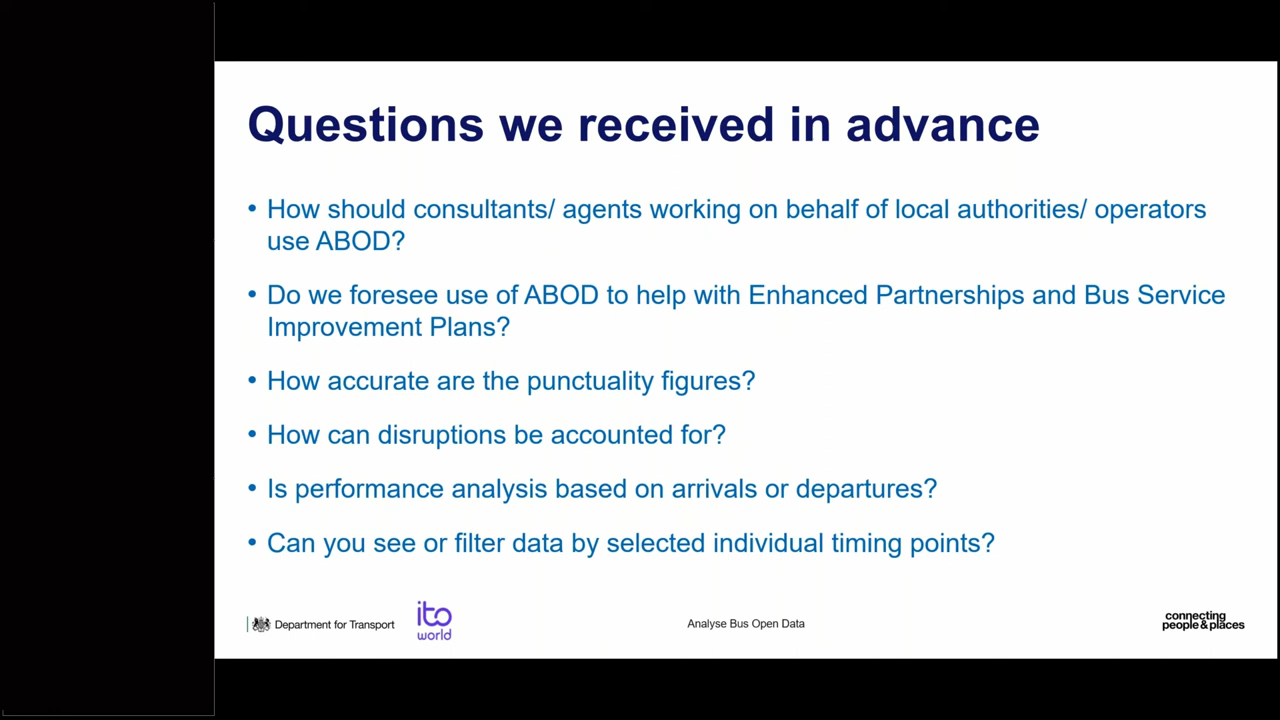 Questions we received in advance
• How should consultants/ agents working on behalf of local authorities/ operators
use ABOD?
• Do we foresee use of ABOD to help with Enhanced Partnerships and Bus Service
Improvement Plans?
• How accurate are the punctuality figures?
• How can disruptions be accounted for?
• Is performance analysis based on arrivals or departures?
• Can you see or filter data by selected individual timing points?
Department for Transport
ito
world
Analyse Bus Open Data
connecting
people&places